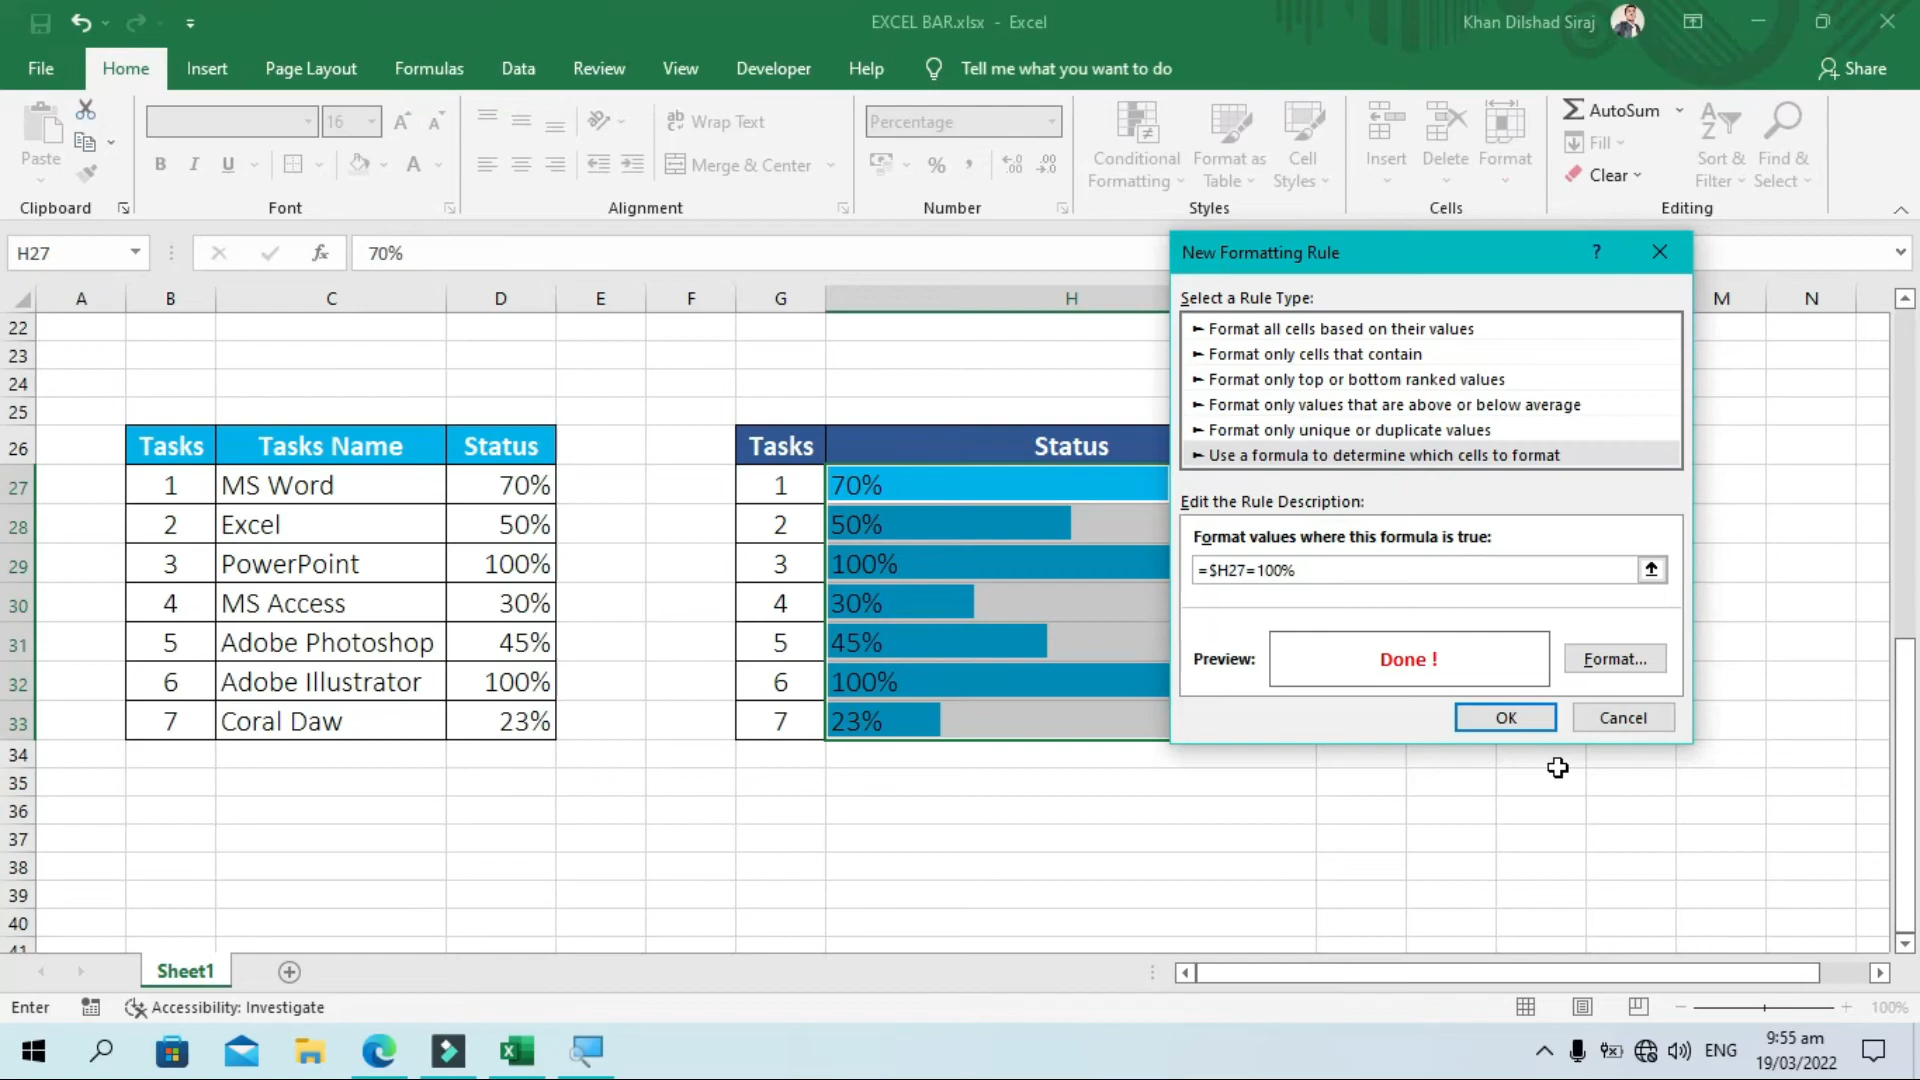 EXCEL BAR.xlsx - Excel
Khan Dilshad Siraj
File Home Insert Page Layout Formulas Data Review View Developer Help Tell me what you want to do Share
Paste
16
B I U A
ab Wrap Text
Merge & Center
Percentage
% ,
Conditional Formatting
Format as Table
Cell Styles
Insert
Delete
Format
AutoSum
Fill
Clear
Sort & Filter
Find & Select
Clipboard Font Alignment Number Styles Cells Editing
H27 fx 70%
A B C D E F G H M N
22
23
24
25
26 Tasks Tasks Name Status Tasks Status
27 1 MS Word 70% 1 70%
28 2 Excel 50% 2 50%
29 3 PowerPoint 100% 3 100%
30 4 MS Access 30% 4 30%
31 5 Adobe Photoshop 45% 5 45%
32 6 Adobe Illustrator 100% 6 100%
33 7 Coral Daw 23% 7 23%
34
35
36
37
38
39
40
41
New Formatting Rule ?
Select a Rule Type:
► Format all cells based on their values
► Format only cells that contain
► Format only top or bottom ranked values
► Format only values that are above or below average
► Format only unique or duplicate values
► Use a formula to determine which cells to format
Edit the Rule Description:
Format values where this formula is true:
=$H27=100%
Preview: Done ! Format...
OK Cancel
Sheet1
Enter Accessibility: Investigate 100%
ENG
9:55 am
19/03/2022